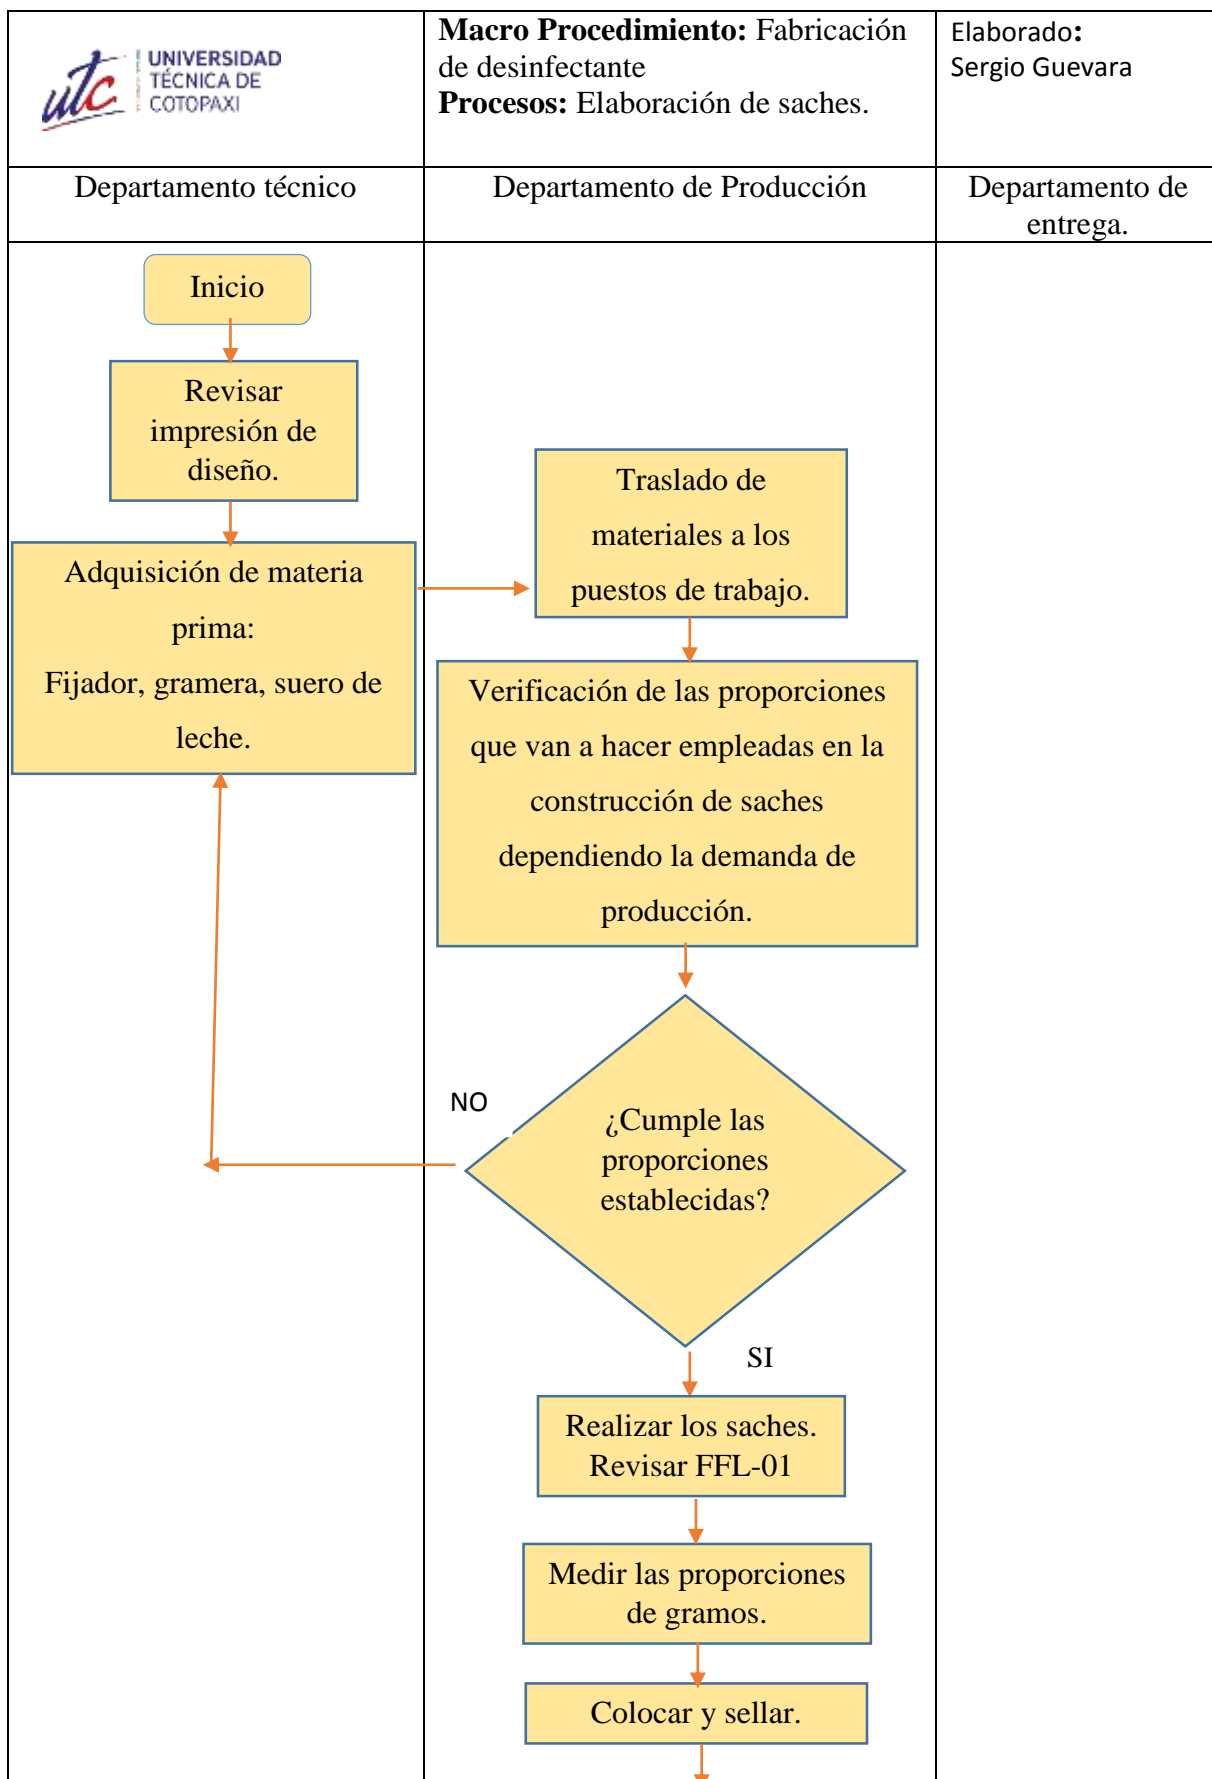 utc
UNIVERSIDAD
TÉCNICA DE
COTOPAXI
Macro Procedimiento: Fabricación
de desinfectante
Procesos: Elaboración de saches.
Elaborado:
Sergio Guevara
Departamento técnico
Departamento de Producción
Departamento de
entrega.
Inicio
Revisar
impresión de
diseño.
Adquisición de materia
prima:
Fijador, gramera, suero de
leche.
Traslado de
materiales a los
puestos de trabajo.
Verificación de las proporciones
que van a hacer empleadas en la
construcción de saches
dependiendo la demanda de
producción.
NO
¿Cumple las
proporciones
establecidas?
SI
Realizar los saches.
Revisar FFL-01
Medir las proporciones
de gramos.
Colocar y sellar.